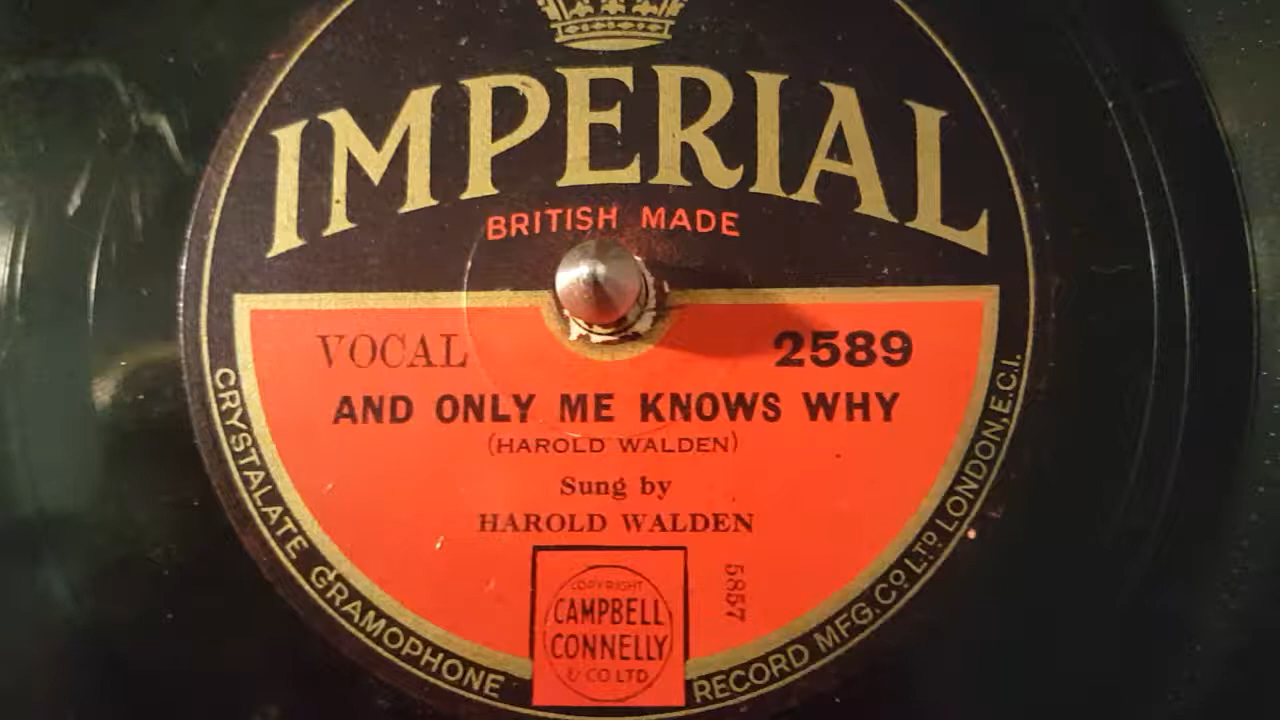 IMPERIAL
BRITISH MADE
VOCAL 2589
AND ONLY ME KNOWS WHY
(HAROLD WALDEN)
Sung by
HAROLD WALDEN
5857
COPYRIGHT
CAMPBELL
CONNELLY
& CO LTD
CRYSTALATE GRAMOPHONE RECORD MFG. CO LTD LONDON, E.C.1.